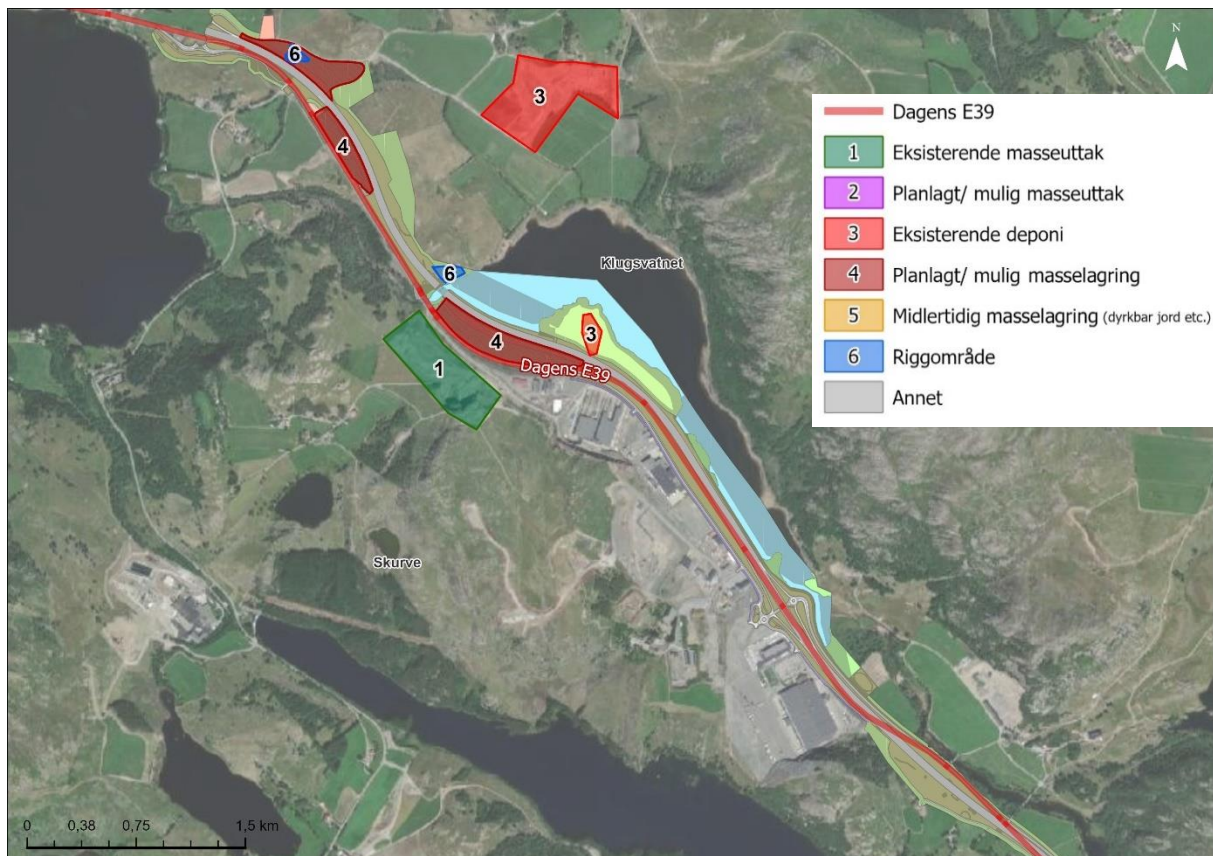 N
6
3
4
6
Klugsvatnet
3
4
Dagens E39
1
Skurve
Dagens E39
1 Eksisterende masseuttak
2 Planlagt/ mulig masseuttak
3 Eksisterende deponi
4 Planlagt/ mulig masselagring
5 Midlertidig masselagring (dyrkbar jord etc.)
6 Riggområde
Annet
0 0,38 0,75 1,5 km